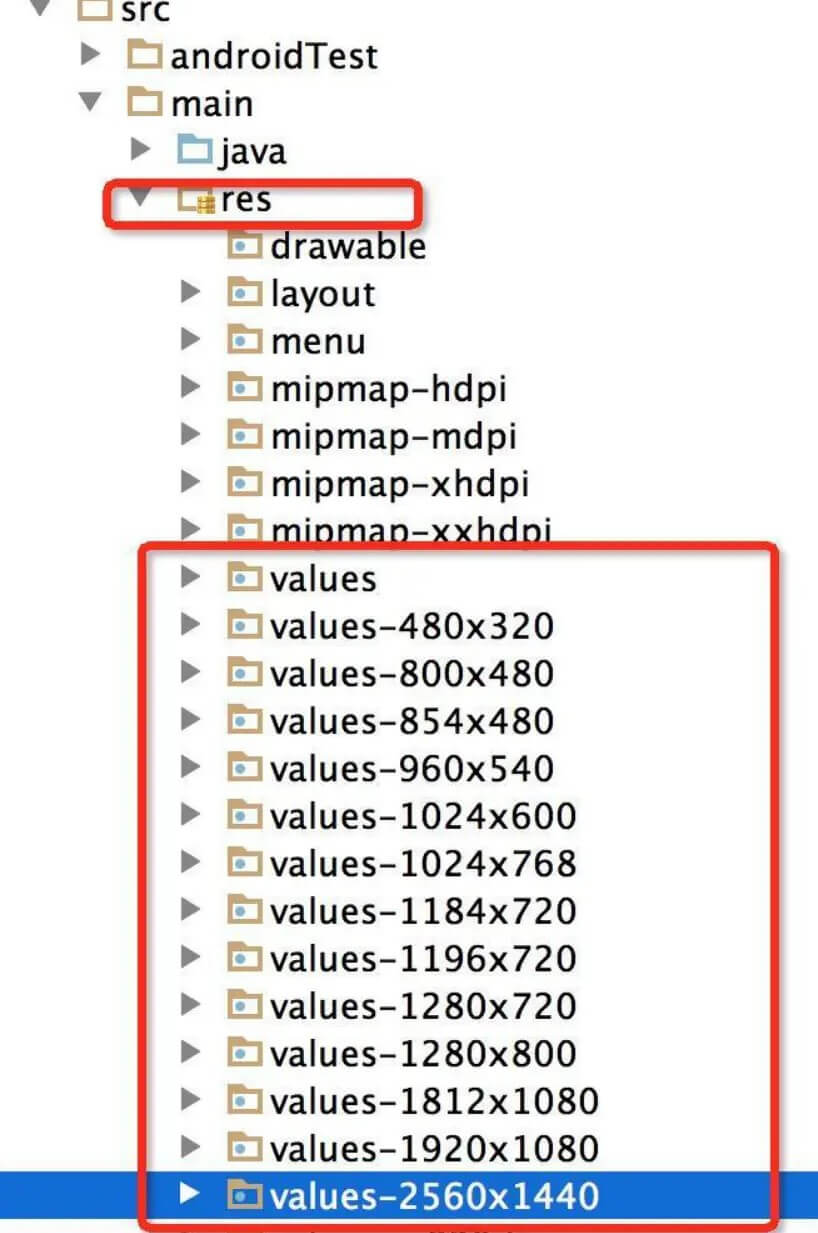 src
androidTest
main
java
res
drawable
layout
menu
mipmap-hdpi
mipmap-mdpi
mipmap-xhdpi
mipmap-xxhdpi
values
values-480x320
values-800x480
values-854x480
values-960x540
values-1024x600
values-1024x768
values-1184x720
values-1196x720
values-1280x720
values-1280x800
values-1812x1080
values-1920x1080
values-2560x1440